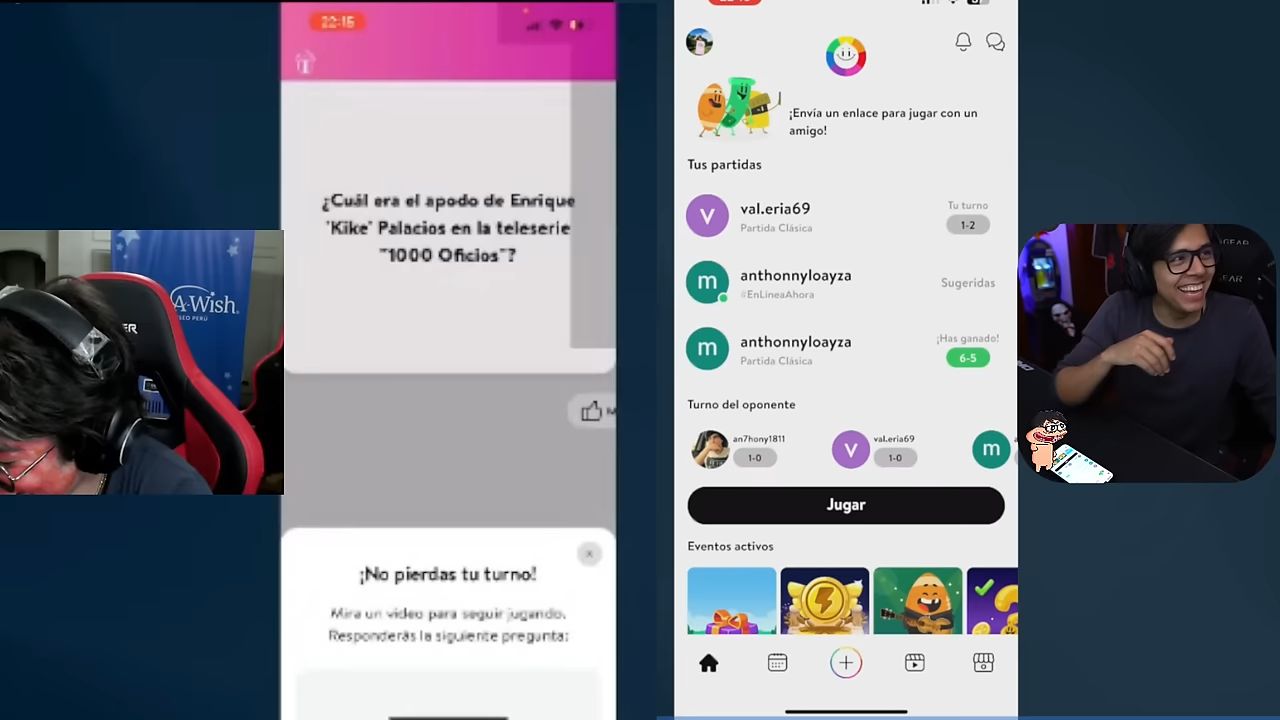 22:15
¿Cuál era el apodo de Enrique
"Kike" Palacios en la teleserie
"1000 Oficios"?
¡No pierdas tu turno!
Mira un video para seguir jugando.
Responderás la siguiente pregunta:
A-Wish.
PERÚ
¡Envía un enlace para jugar con un
amigo!
Tus partidas
V
val.eria69
Partida Clásica
Tu turno
1-2
m
anthonnyloayza
#EnLíneaAhora
Sugeridas
m
anthonnyloayza
Partida Clásica
¡Has ganado!
6-5
Turno del oponente
an7hony1811
1-0
V
val.eria69
1-0
m
Jugar
Eventos activos